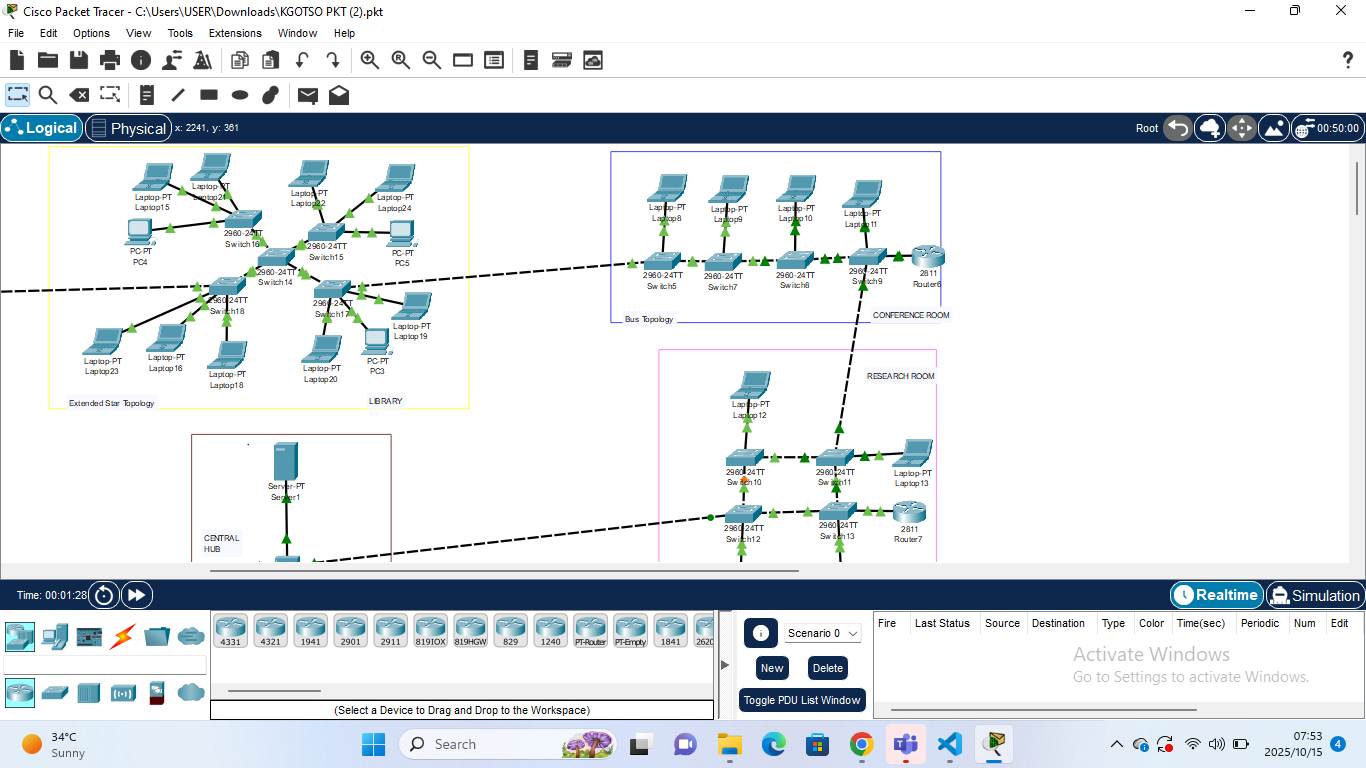 Cisco Packet Tracer - C:\Users\USER\Downloads\KGOTSO PKT (2).pkt
File Edit Options View Tools Extensions Window Help
Logical Physical x: 2241, y: 361 Root 00:50:00
Laptop-PT
Laptop15
Laptop-PT
Laptop21
Laptop-PT
Laptop22
Laptop-PT
Laptop24
PC-PT
PC4
2960-24TT
Switch16
2960-24TT
Switch15
PC-PT
PC5
2960-24TT
Switch14
2960-24TT
Switch18
2960-24TT
Switch17
Laptop-PT
Laptop19
Laptop-PT
Laptop23
Laptop-PT
Laptop16
Laptop-PT
Laptop18
Laptop-PT
Laptop20
PC-PT
PC3
Extended Star Topology
LIBRARY
Laptop-PT
Laptop8
Laptop-PT
Laptop9
Laptop-PT
Laptop10
Laptop-PT
Laptop11
2960-24TT
Switch5
2960-24TT
Switch7
2960-24TT
Switch8
2960-24TT
Switch9
2811
Router6
Bus Topology
CONFERENCE ROOM
RESEARCH ROOM
Laptop-PT
Laptop12
2960-24TT
Switch10
2960-24TT
Switch11
Laptop-PT
Laptop13
2960-24TT
Switch12
2960-24TT
Switch13
2811
Router7
Server-PT
Server1
CENTRAL
HUB
Time: 00:01:28 Realtime Simulation
4331 4321 1941 2901 2911 819IOX 819HGW 829 1240 PT-Router PT-Empty 1841 2620
(Select a Device to Drag and Drop to the Workspace)
Scenario 0
New Delete
Toggle PDU List Window
Fire Last Status Source Destination Type Color Time(sec) Periodic Num Edit
Activate Windows
Go to Settings to activate Windows.
34°C
Sunny
Search
07:53
2025/10/15
4